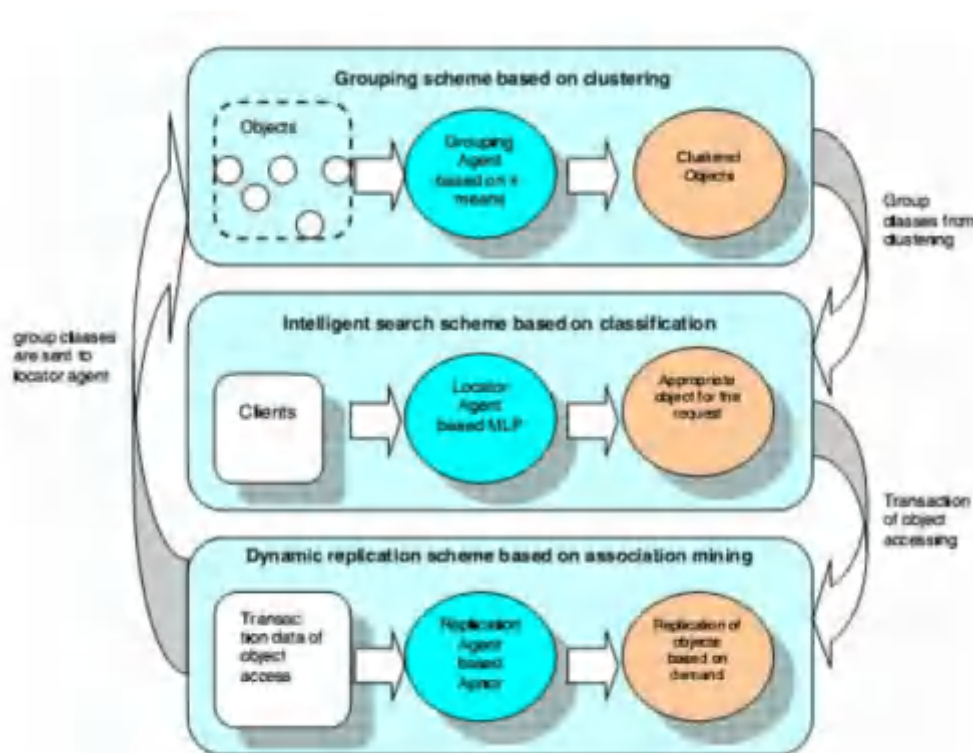 Grouping scheme based on clustering
Objects
Grouping
Agent
based on k
means
Clustered
Objects
Group
classes from
clustering
Intelligent search scheme based on classification
group classes
are sent to
locator agent
Clients
Locator
Agent
based MLP
Appropriate
object for the
request
Transaction
of object
accessing
Dynamic replication scheme based on association mining
Transac
tion data of
object
access
Replication
Agent
based
Replication of
objects
based on
demand